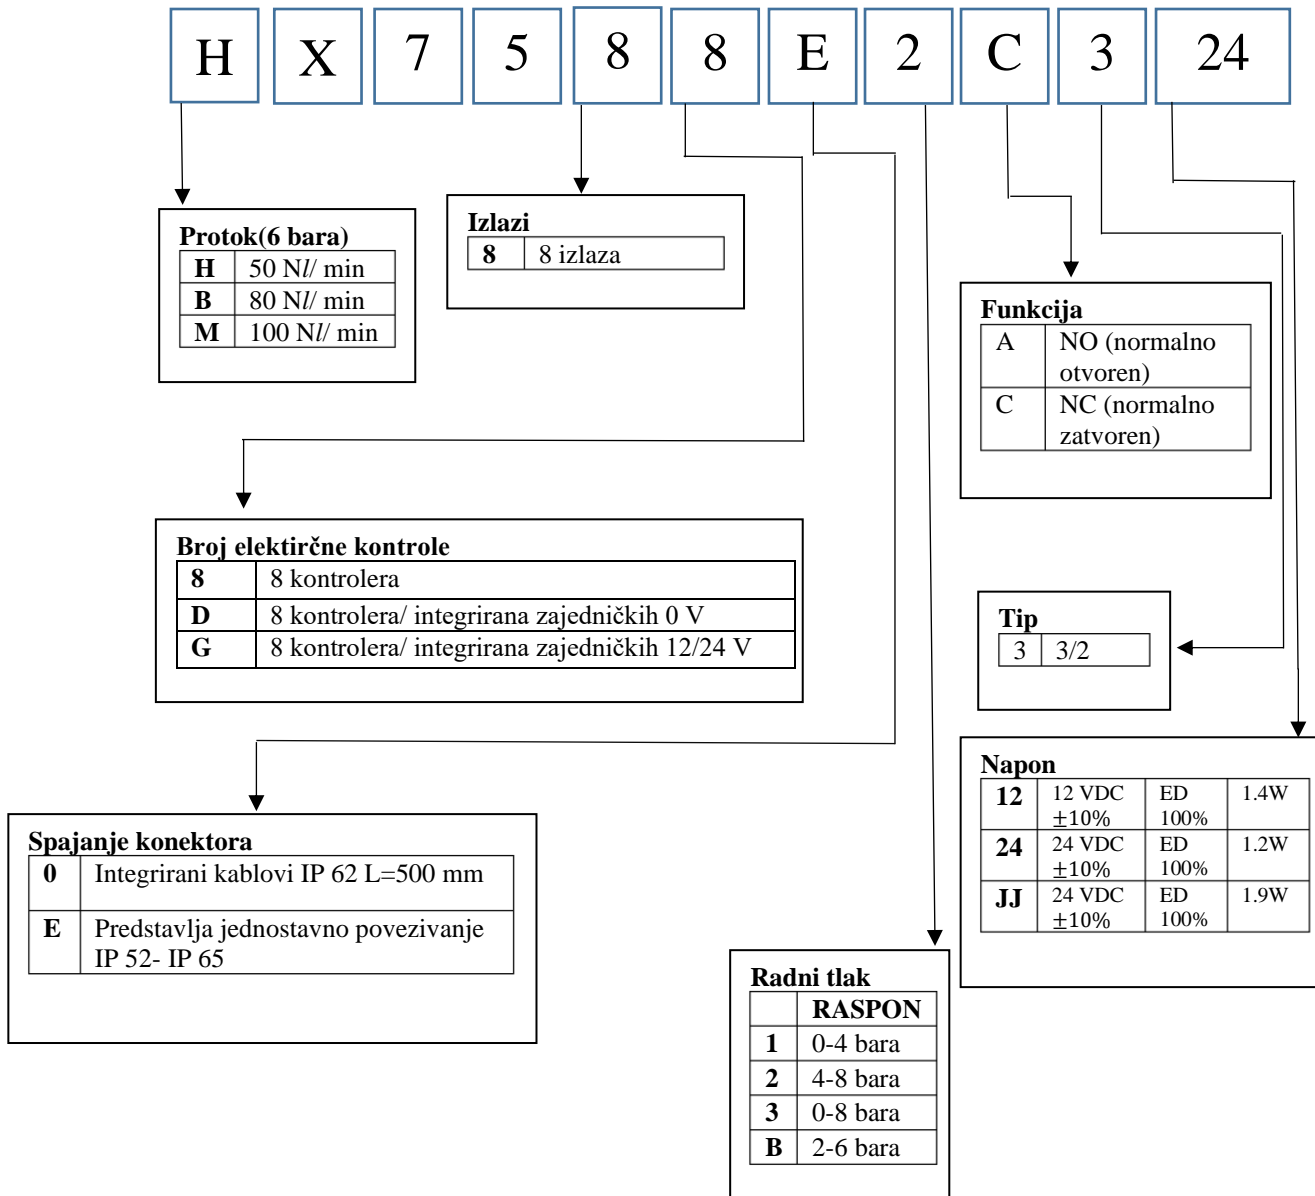 H X 7 5 8 8 E 2 C 3 24
Protok(6 bara)
H 50 Nl/ min
B 80 Nl/ min
M 100 Nl/ min
Izlazi
8 8 izlaza
Funkcija
A NO (normalno
otvoren)
C NC (normalno
zatvoren)
Broj elektirčne kontrole
8 8 kontrolera
D 8 kontrolera/ integrirana zajedničkih 0 V
G 8 kontrolera/ integrirana zajedničkih 12/24 V
Tip
3 3/2
Napon
12 12 VDC ED 1.4W
±10% 100%
24 24 VDC ED 1.2W
±10% 100%
JJ 24 VDC ED 1.9W
±10% 100%
Spajanje konektora
0 Integrirani kablovi IP 62 L=500 mm
E Predstavlja jednostavno povezivanje
IP 52- IP 65
Radni tlak
RASPON
1 0-4 bara
2 4-8 bara
3 0-8 bara
B 2-6 bara